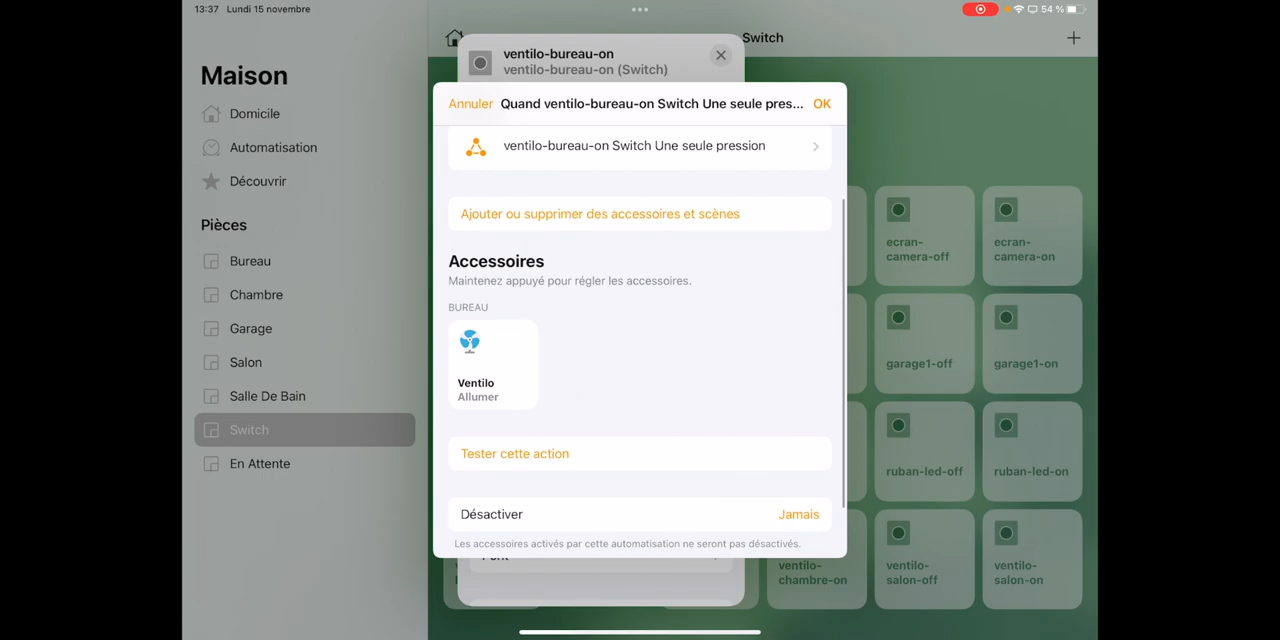 13:37 Lundi 15 novembre
54 %
Maison
Domicile
Automatisation
Découvrir
Pièces
Bureau
Chambre
Garage
Salon
Salle De Bain
Switch
En Attente
Switch
ventilo-bureau-on
ventilo-bureau-on (Switch)
Annuler Quand ventilo-bureau-on Switch Une seule pres... OK
ventilo-bureau-on Switch Une seule pression
Ajouter ou supprimer des accessoires et scènes
Accessoires
Maintenez appuyé pour régler les accessoires.
BUREAU
Ventilo
Allumer
Tester cette action
Désactiver Jamais
Les accessoires activés par cette automatisation ne seront pas désactivés.
ecran-
camera-off
ecran-
camera-on
garage1-off
garage1-on
ruban-led-off
ruban-led-on
ventilo-
chambre-on
ventilo-
salon-off
ventilo-
salon-on